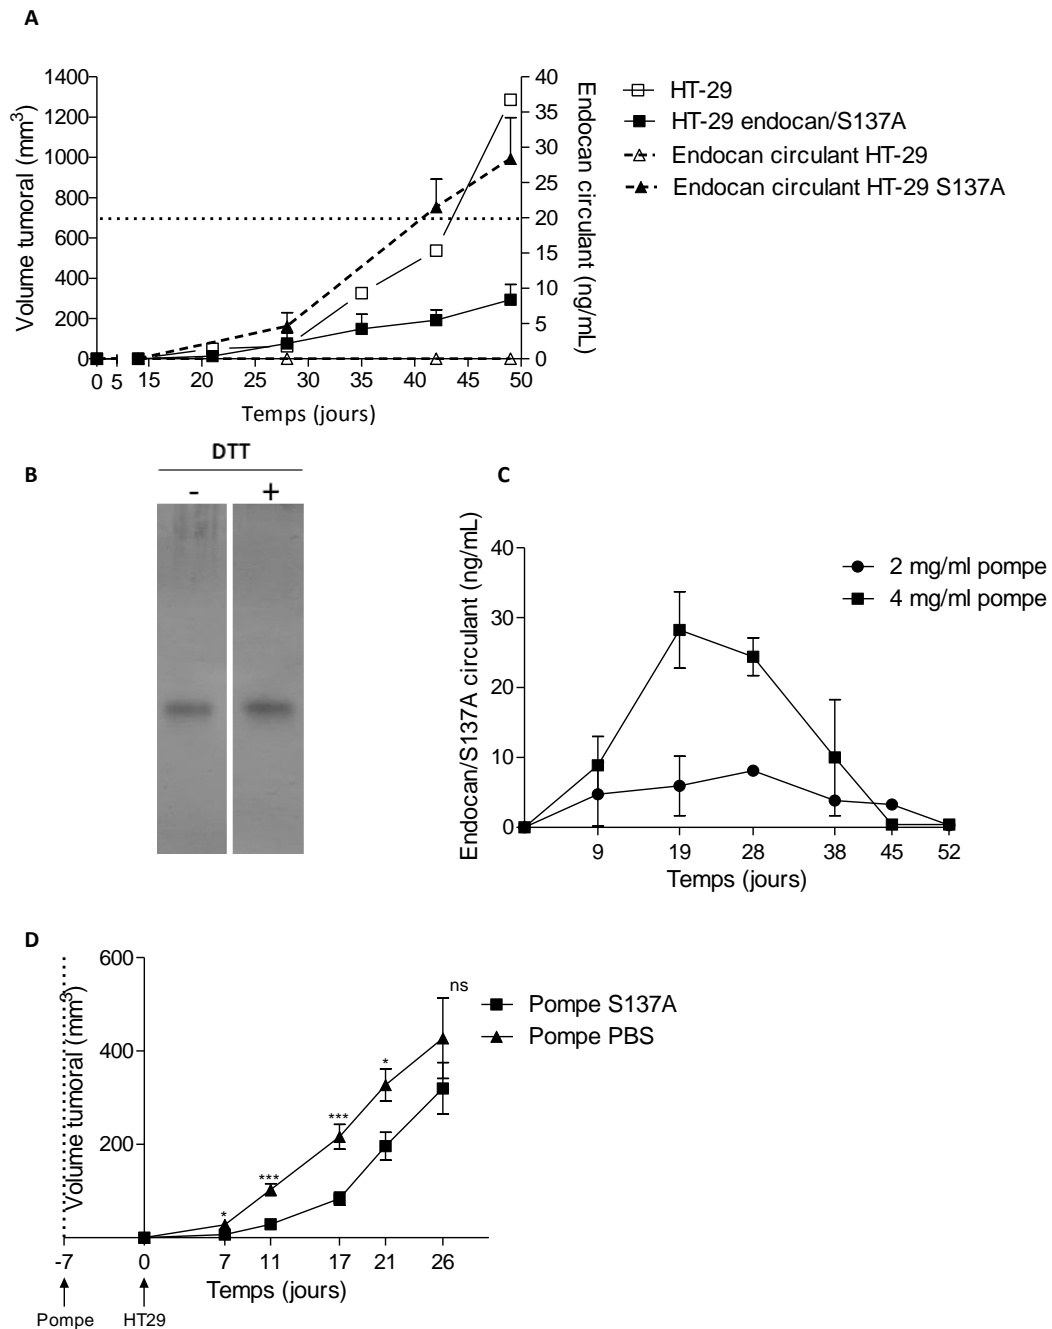 A
1400
1200
1000
800
600
400
200
0
Volume tumoral (mm3)
40
35
30
25
20
15
10
5
0
Endocan circulant (ng/mL)
0 5 15 20 25 30 35 40 45 50
Temps (jours)
HT-29
HT-29 endocan/S137A
Endocan circulant HT-29
Endocan circulant HT-29 S137A
B
DTT
- +
C
Endocan/S137A circulant (ng/mL)
40
30
20
10
0
9 19 28 38 45 52
Temps (jours)
2 mg/ml pompe
4 mg/ml pompe
D
Volume tumoral (mm3)
600
400
200
* *** *** * ns
-7 0 7 11 17 21 26
Temps (jours)
Pompe HT29
Pompe S137A
Pompe PBS